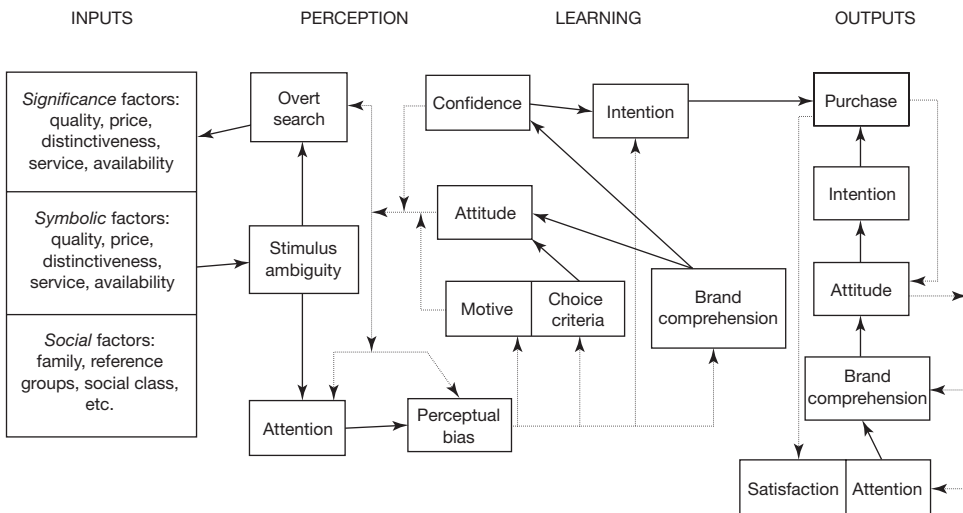 INPUTS
PERCEPTION
LEARNING
OUTPUTS
Significance factors:
quality, price,
distinctiveness,
service, availability
Symbolic factors:
quality, price,
distinctiveness,
service, availability
Social factors:
family, reference
groups, social class,
etc.
Overt
search
Stimulus
ambiguity
Attention
Perceptual
bias
Confidence
Attitude
Motive
Choice
criteria
Intention
Brand
comprehension
Purchase
Intention
Attitude
Brand
comprehension
Satisfaction
Attention